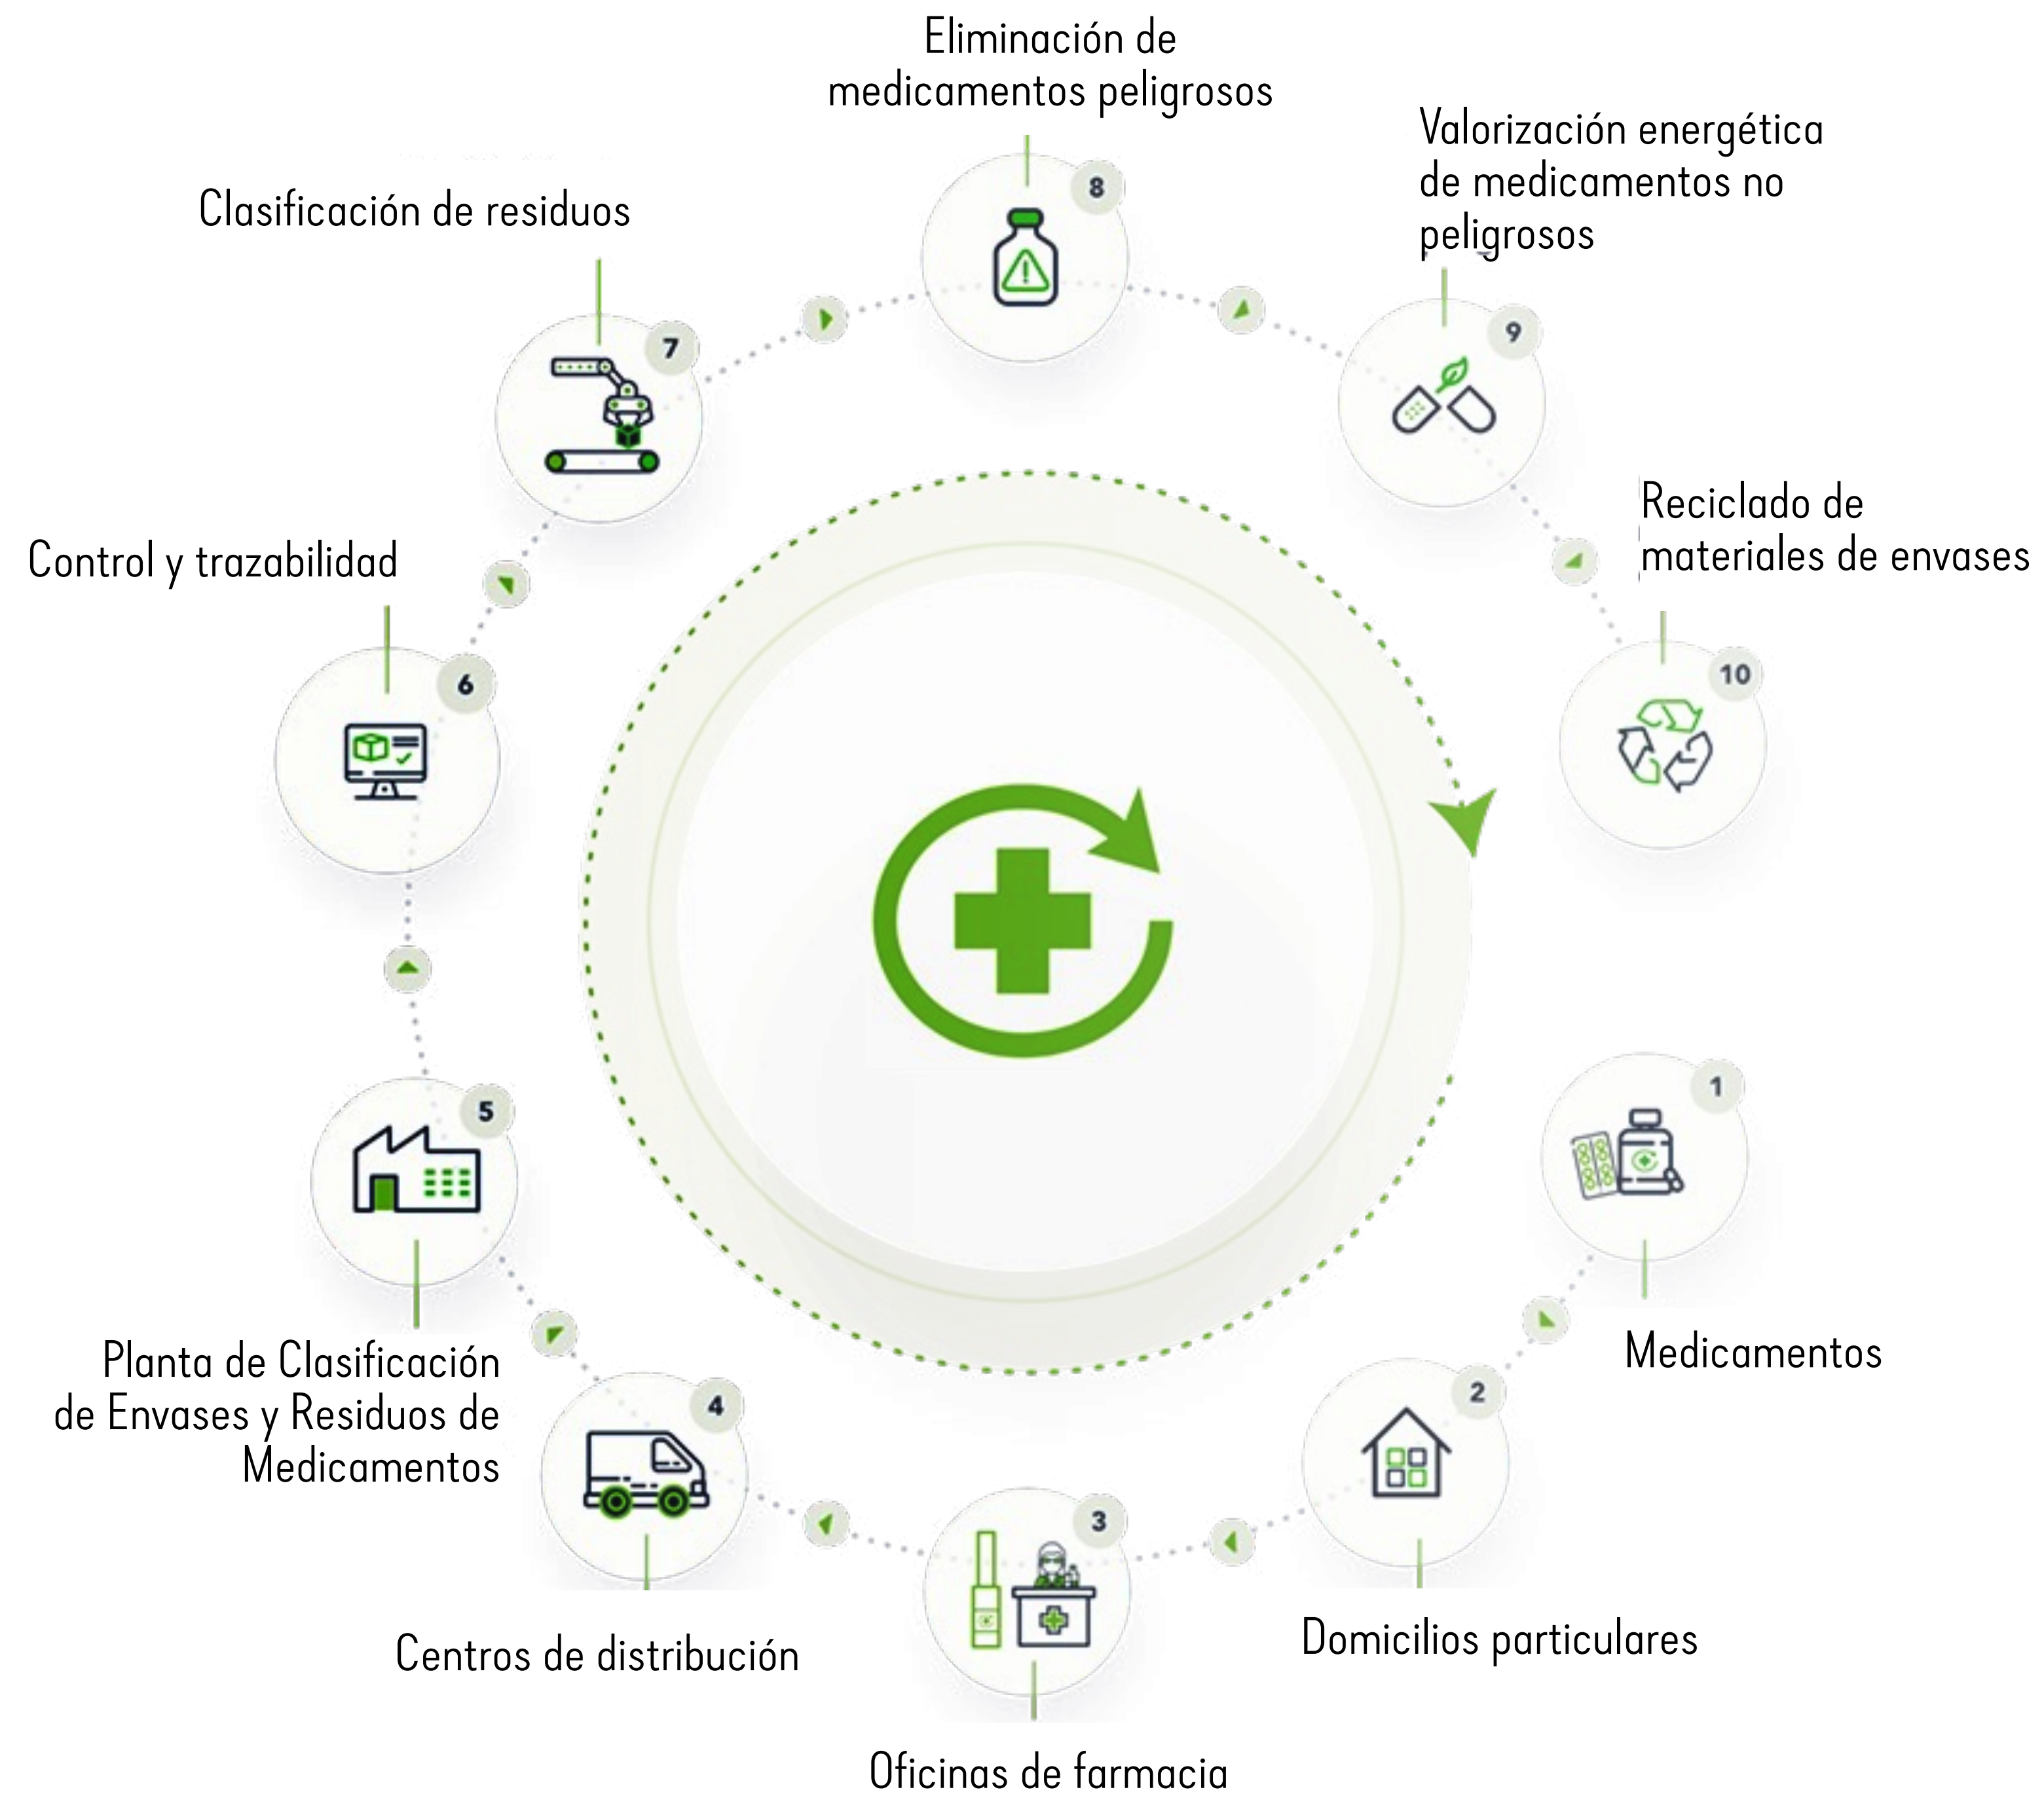 Eliminación de
medicamentos peligrosos
8
Valorización energética
de medicamentos no
peligrosos
9
Clasificación de residuos
7
Reciclado de
materiales de envases
10
Control y trazabilidad
6
1
Medicamentos
5
Planta de Clasificación
de Envases y Residuos de
Medicamentos
2
Domicilios particulares
4
Centros de distribución
3
Oficinas de farmacia